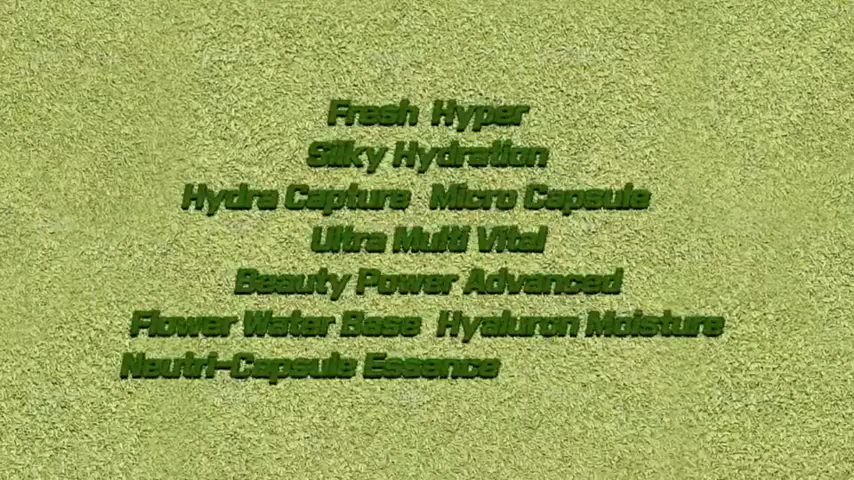 Fresh Hyper
Silky Hydration
Hydra Capture Micro Capsule
Ultra Multi Vital
Beauty Power Advanced
Flower Water Base Hyaluron Moisture
Neutri-Capsule Essence